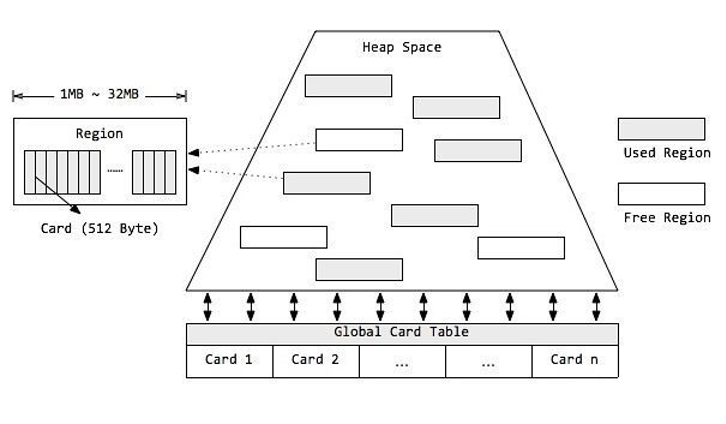 Heap Space
1MB ~ 32MB
Region
......
Card (512 Byte)
Used Region
Free Region
Global Card Table
Card 1
Card 2
...
...
Card n